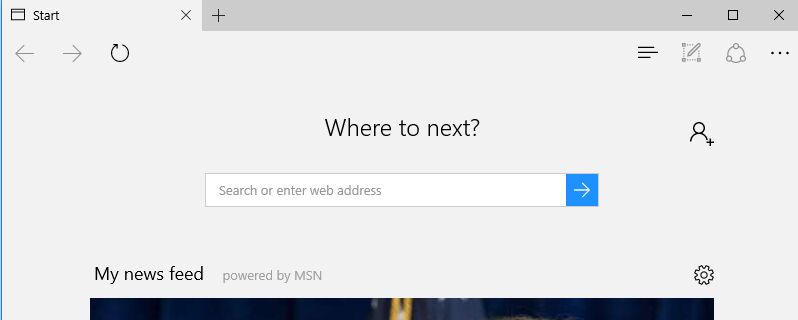 Start
Where to next?
Search or enter web address
My news feed powered by MSN